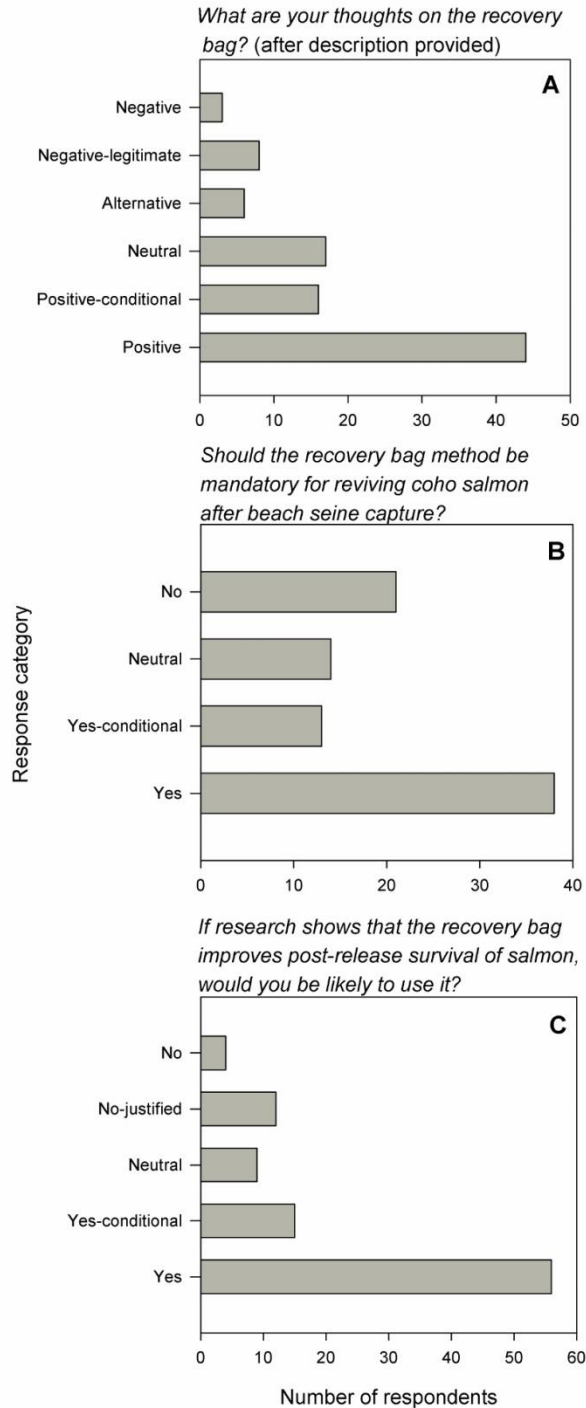 What are your thoughts on the recovery
bag? (after description provided)
A
Negative
Negative-legitimate
Alternative
Neutral
Positive-conditional
Positive
0 10 20 30 40 50
Should the recovery bag method be
mandatory for reviving coho salmon
after beach seine capture?
B
No
Neutral
Yes-conditional
Yes
0 10 20 30 40
Response category
If research shows that the recovery bag
improves post-release survival of salmon,
would you be likely to use it?
C
No
No-justified
Neutral
Yes-conditional
Yes
0 10 20 30 40 50 60
Number of respondents